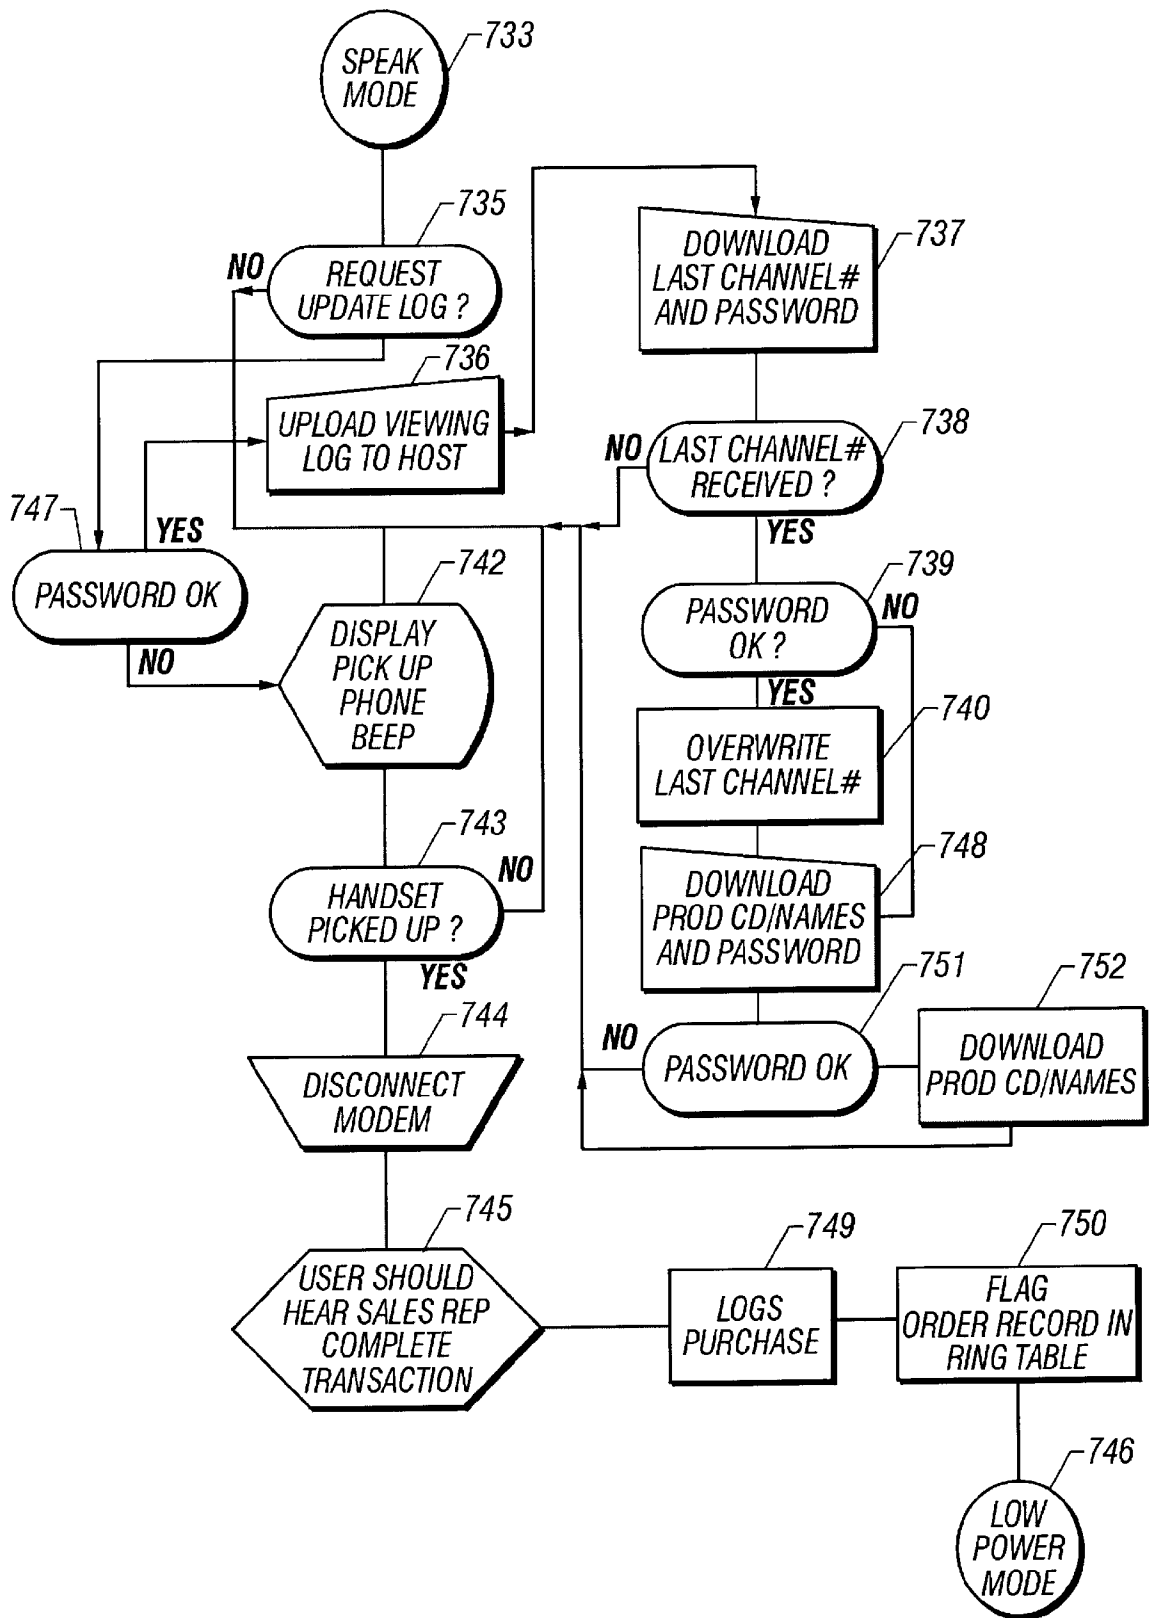 733
SPEAK
MODE
735
NO
REQUEST
UPDATE LOG ?
737
DOWNLOAD
LAST CHANNEL#
AND PASSWORD
736
UPLOAD VIEWING
LOG TO HOST
738
NO
LAST CHANNEL#
RECEIVED ?
YES
747
YES
PASSWORD OK
NO
742
DISPLAY
PICK UP
PHONE
BEEP
739
PASSWORD
OK ?
NO
YES
740
OVERWRITE
LAST CHANNEL#
743
HANDSET
PICKED UP ?
NO
YES
748
DOWNLOAD
PROD CD/NAMES
AND PASSWORD
751
NO
PASSWORD OK
752
DOWNLOAD
PROD CD/NAMES
744
DISCONNECT
MODEM
745
USER SHOULD
HEAR SALES REP
COMPLETE
TRANSACTION
749
LOGS
PURCHASE
750
FLAG
ORDER RECORD IN
RING TABLE
746
LOW
POWER
MODE